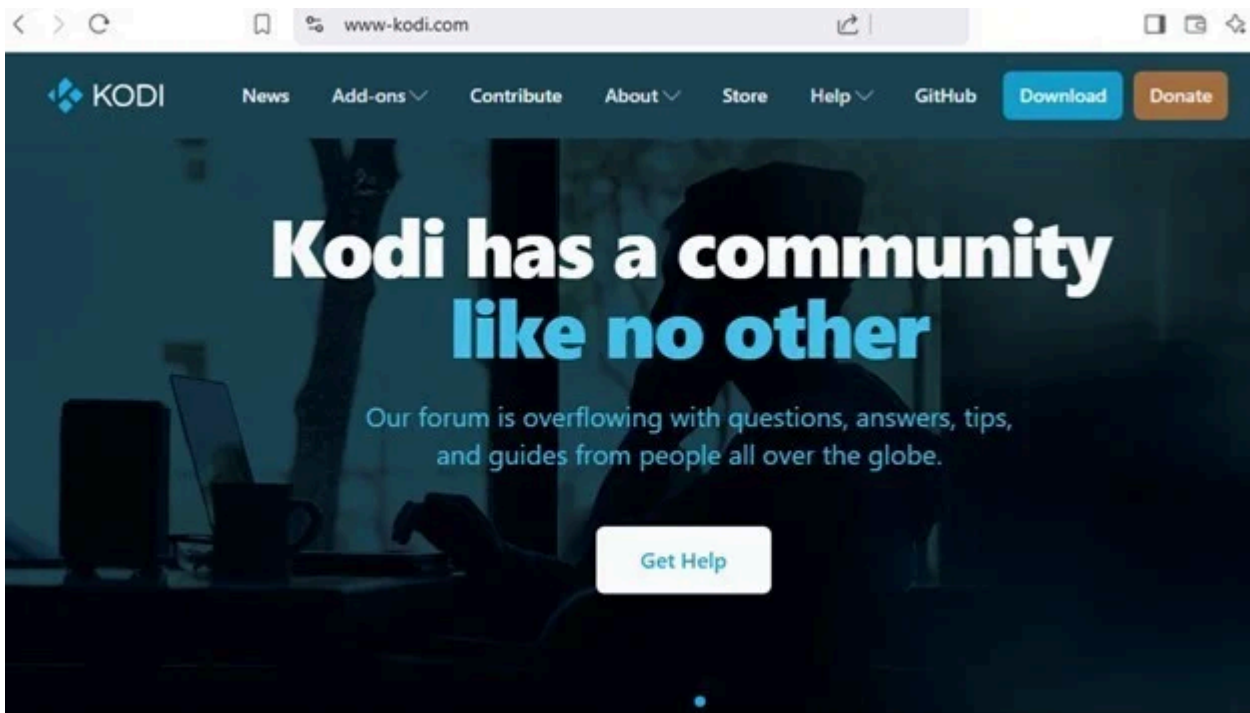 www-kodi.com
KODI News Add-ons Contribute About Store Help GitHub Download Donate
Kodi has a community
like no other
Our forum is overflowing with questions, answers, tips,
and guides from people all over the globe.
Get Help